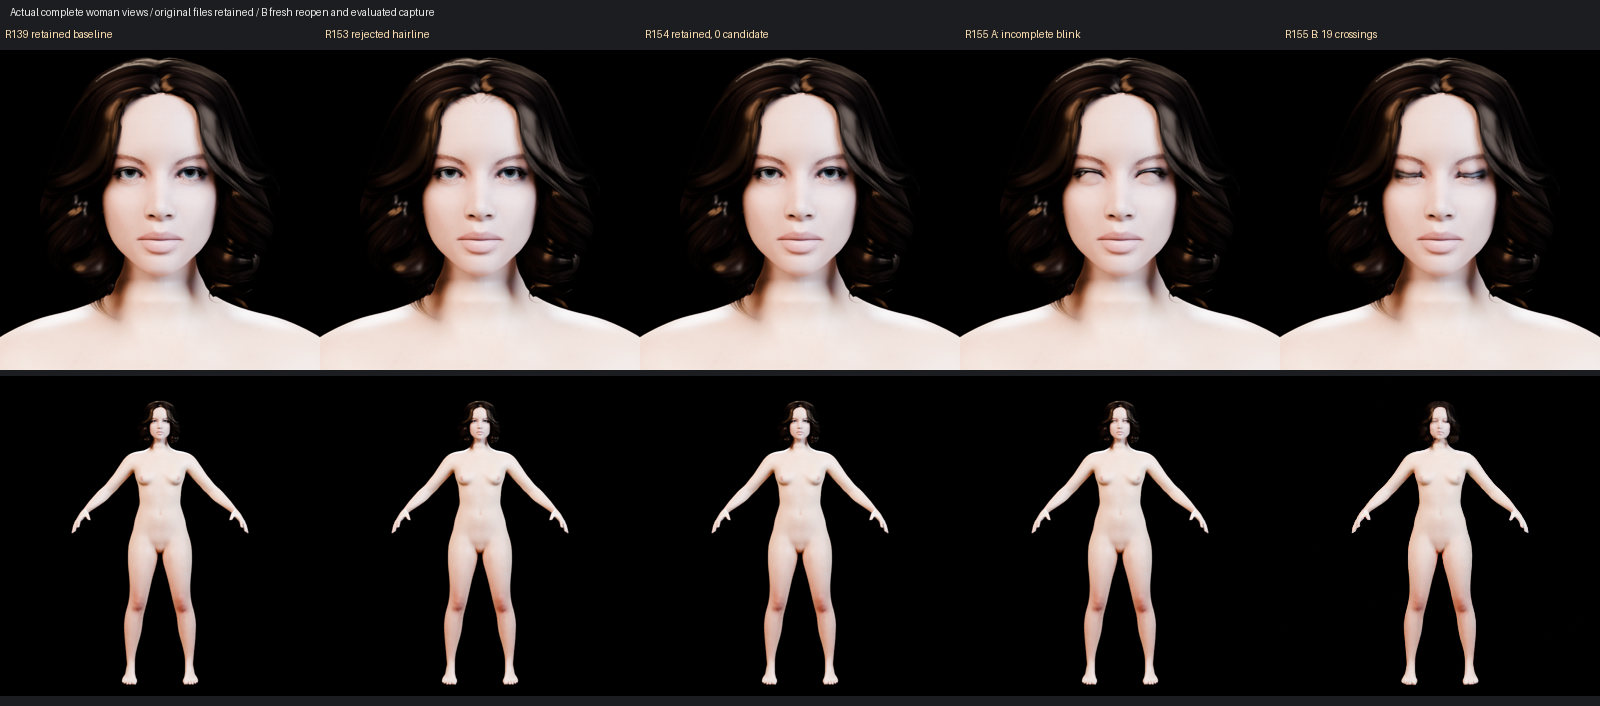 Actual complete woman views / original files retained / B fresh reopen and evaluated capture
R139 retained baseline
R153 rejected hairline
R154 retained, 0 candidate
R155 A: incomplete blink
R155 B: 19 crossings